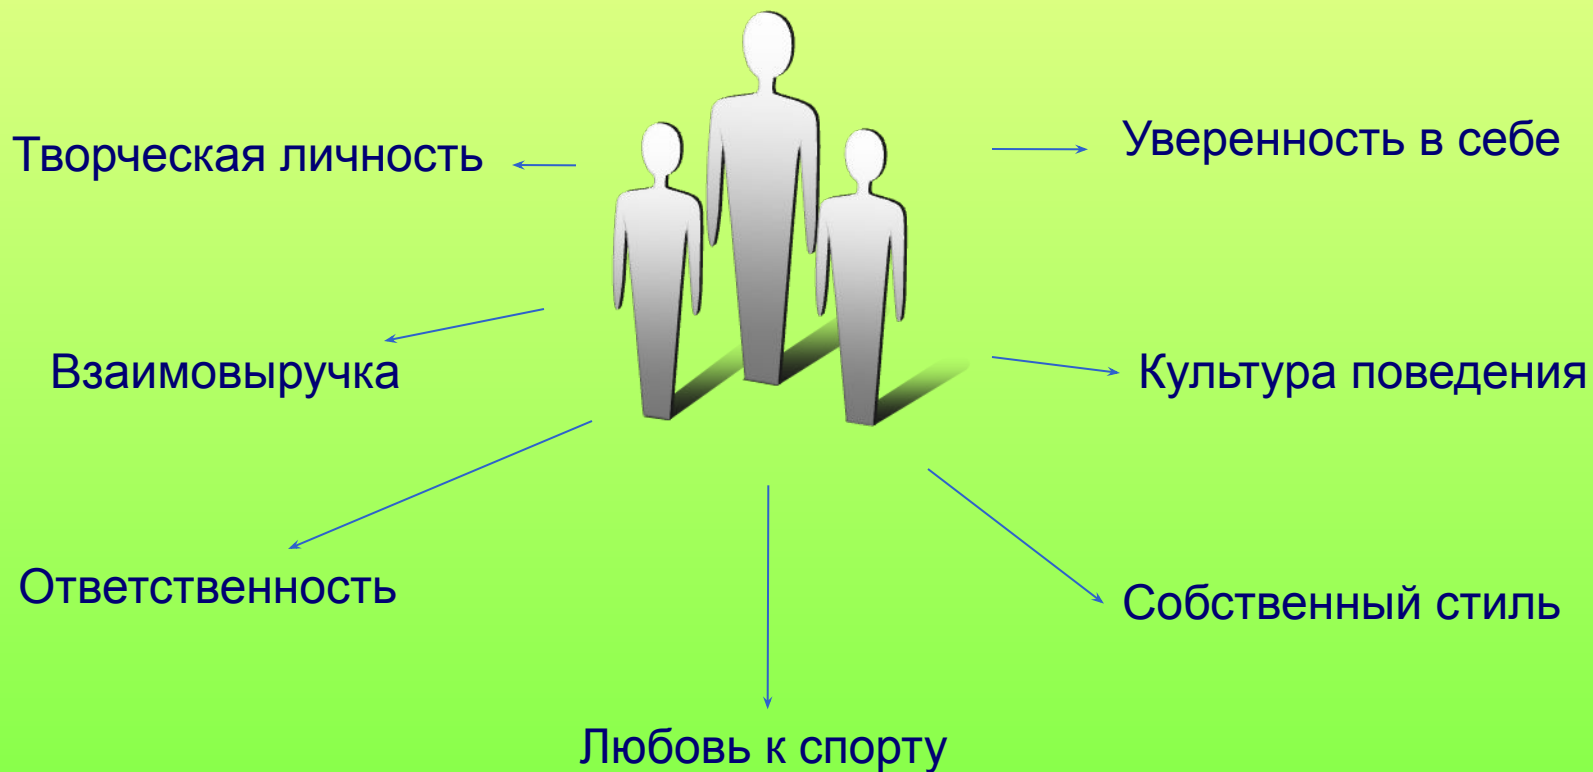 Творческая личность
Уверенность в себе
Взаимовыручка
Культура поведения
Ответственность
Собственный стиль
Любовь к спорту